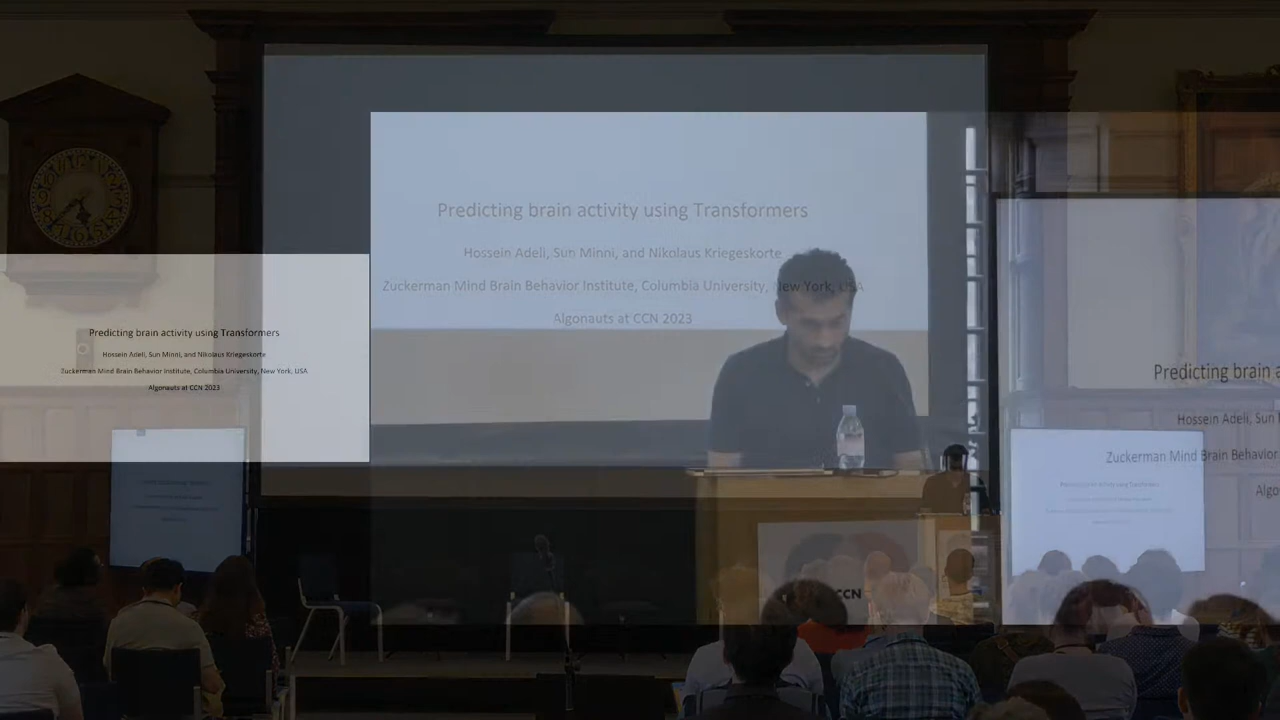 Predicting brain activity using Transformers
Hossein Adeli, Sun Minni, and Nikolaus Kriegeskorte
Zuckerman Mind Brain Behavior Institute, Columbia University, New York, USA
Algonauts at CCN 2023
Predicting brain activity using Transformers
Hossein Adeli, Sun Minni, and Nikolaus Kriegeskorte
Zuckerman Mind Brain Behavior Institute, Columbia University, New York, USA
Algonauts at CCN 2023
Predicting brain a
Hossein Adeli, Sun
Zuckerman Mind Brain Behavior
Algo
CCN